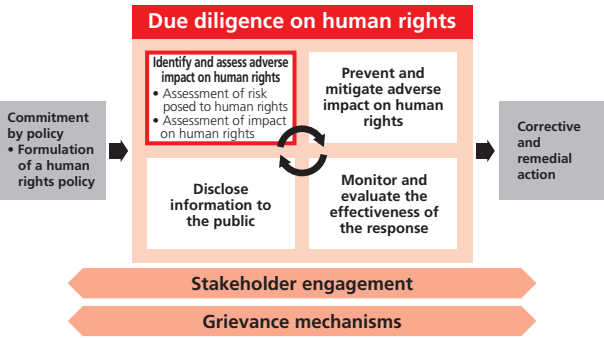 Due diligence on human rights
Commitment
by policy
• Formulation
of a human
rights policy
Identify and assess adverse
impact on human rights
• Assessment of risk
posed to human rights
• Assessment of impact
on human rights
Prevent and
mitigate adverse
impact on human
rights
Disclose
information to
the public
Monitor and
evaluate the
effectiveness of
the response
Corrective
and
remedial
action
Stakeholder engagement
Grievance mechanisms